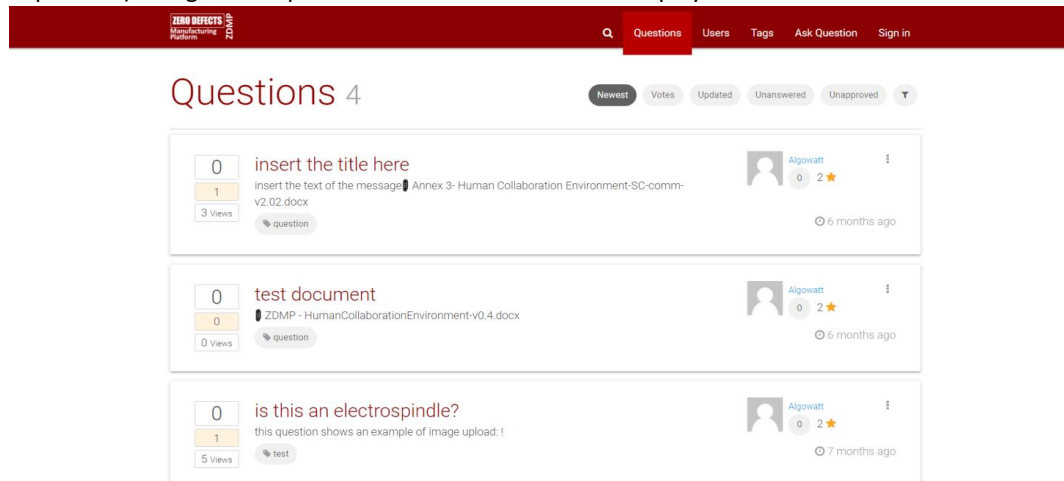 ZERO DEFECTS
Manufacturing
Platform
ZDMP
Questions Users Tags Ask Question Sign in
Questions 4
Newest Votes Updated Unanswered Unapproved
0
1
3 Views
insert the title here
insert the text of the message Annex 3- Human Collaboration Environment-SC-comm-
v2.02.docx
question
Algowatt
0 2
6 months ago
0
0
0 Views
test document
ZDMP - HumanCollaborationEnvironment-v0.4.docx
question
Algowatt
0 2
6 months ago
0
1
5 Views
is this an electrospindle?
this question shows an example of image upload: !
test
Algowatt
0 2
7 months ago